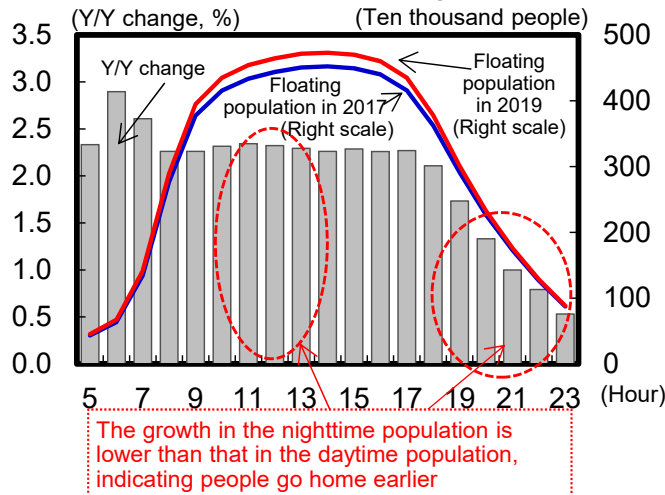 (Y/Y change, %)
(Ten thousand people)
3.5
3.0
2.5
2.0
1.5
1.0
0.5
0.0
500
400
300
200
100
0
Y/Y change
Floating
population in 2017
(Right scale)
Floating
population
in 2019
(Right scale)
5 7 9 11 13 15 17 19 21 23
(Hour)
The growth in the nighttime population is
lower than that in the daytime population,
indicating people go home earlier